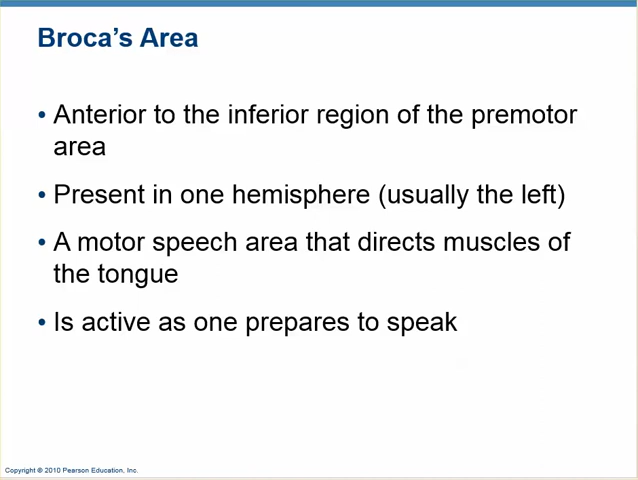 Broca’s Area
• Anterior to the inferior region of the premotor
area
• Present in one hemisphere (usually the left)
• A motor speech area that directs muscles of
the tongue
• Is active as one prepares to speak
Copyright © 2010 Pearson Education, Inc.